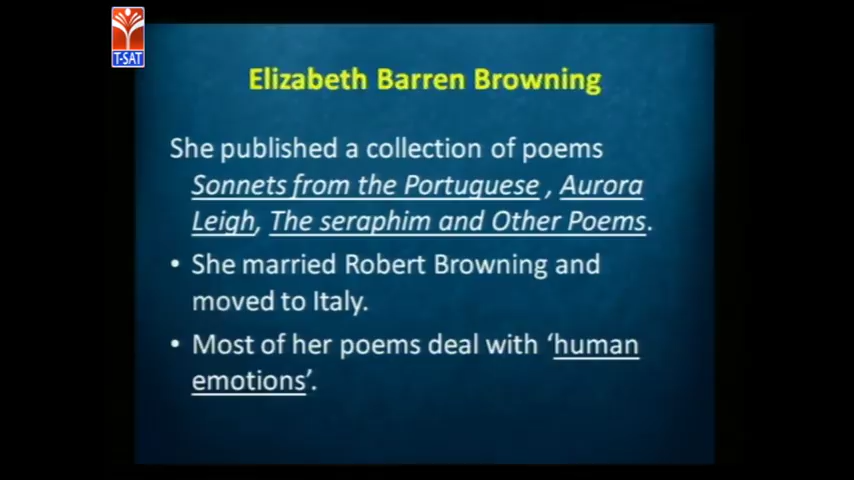 T-SAT
Elizabeth Barren Browning
She published a collection of poems
Sonnets from the Portuguese , Aurora
Leigh, The seraphim and Other Poems.
• She married Robert Browning and
moved to Italy.
• Most of her poems deal with ‘human
emotions’.